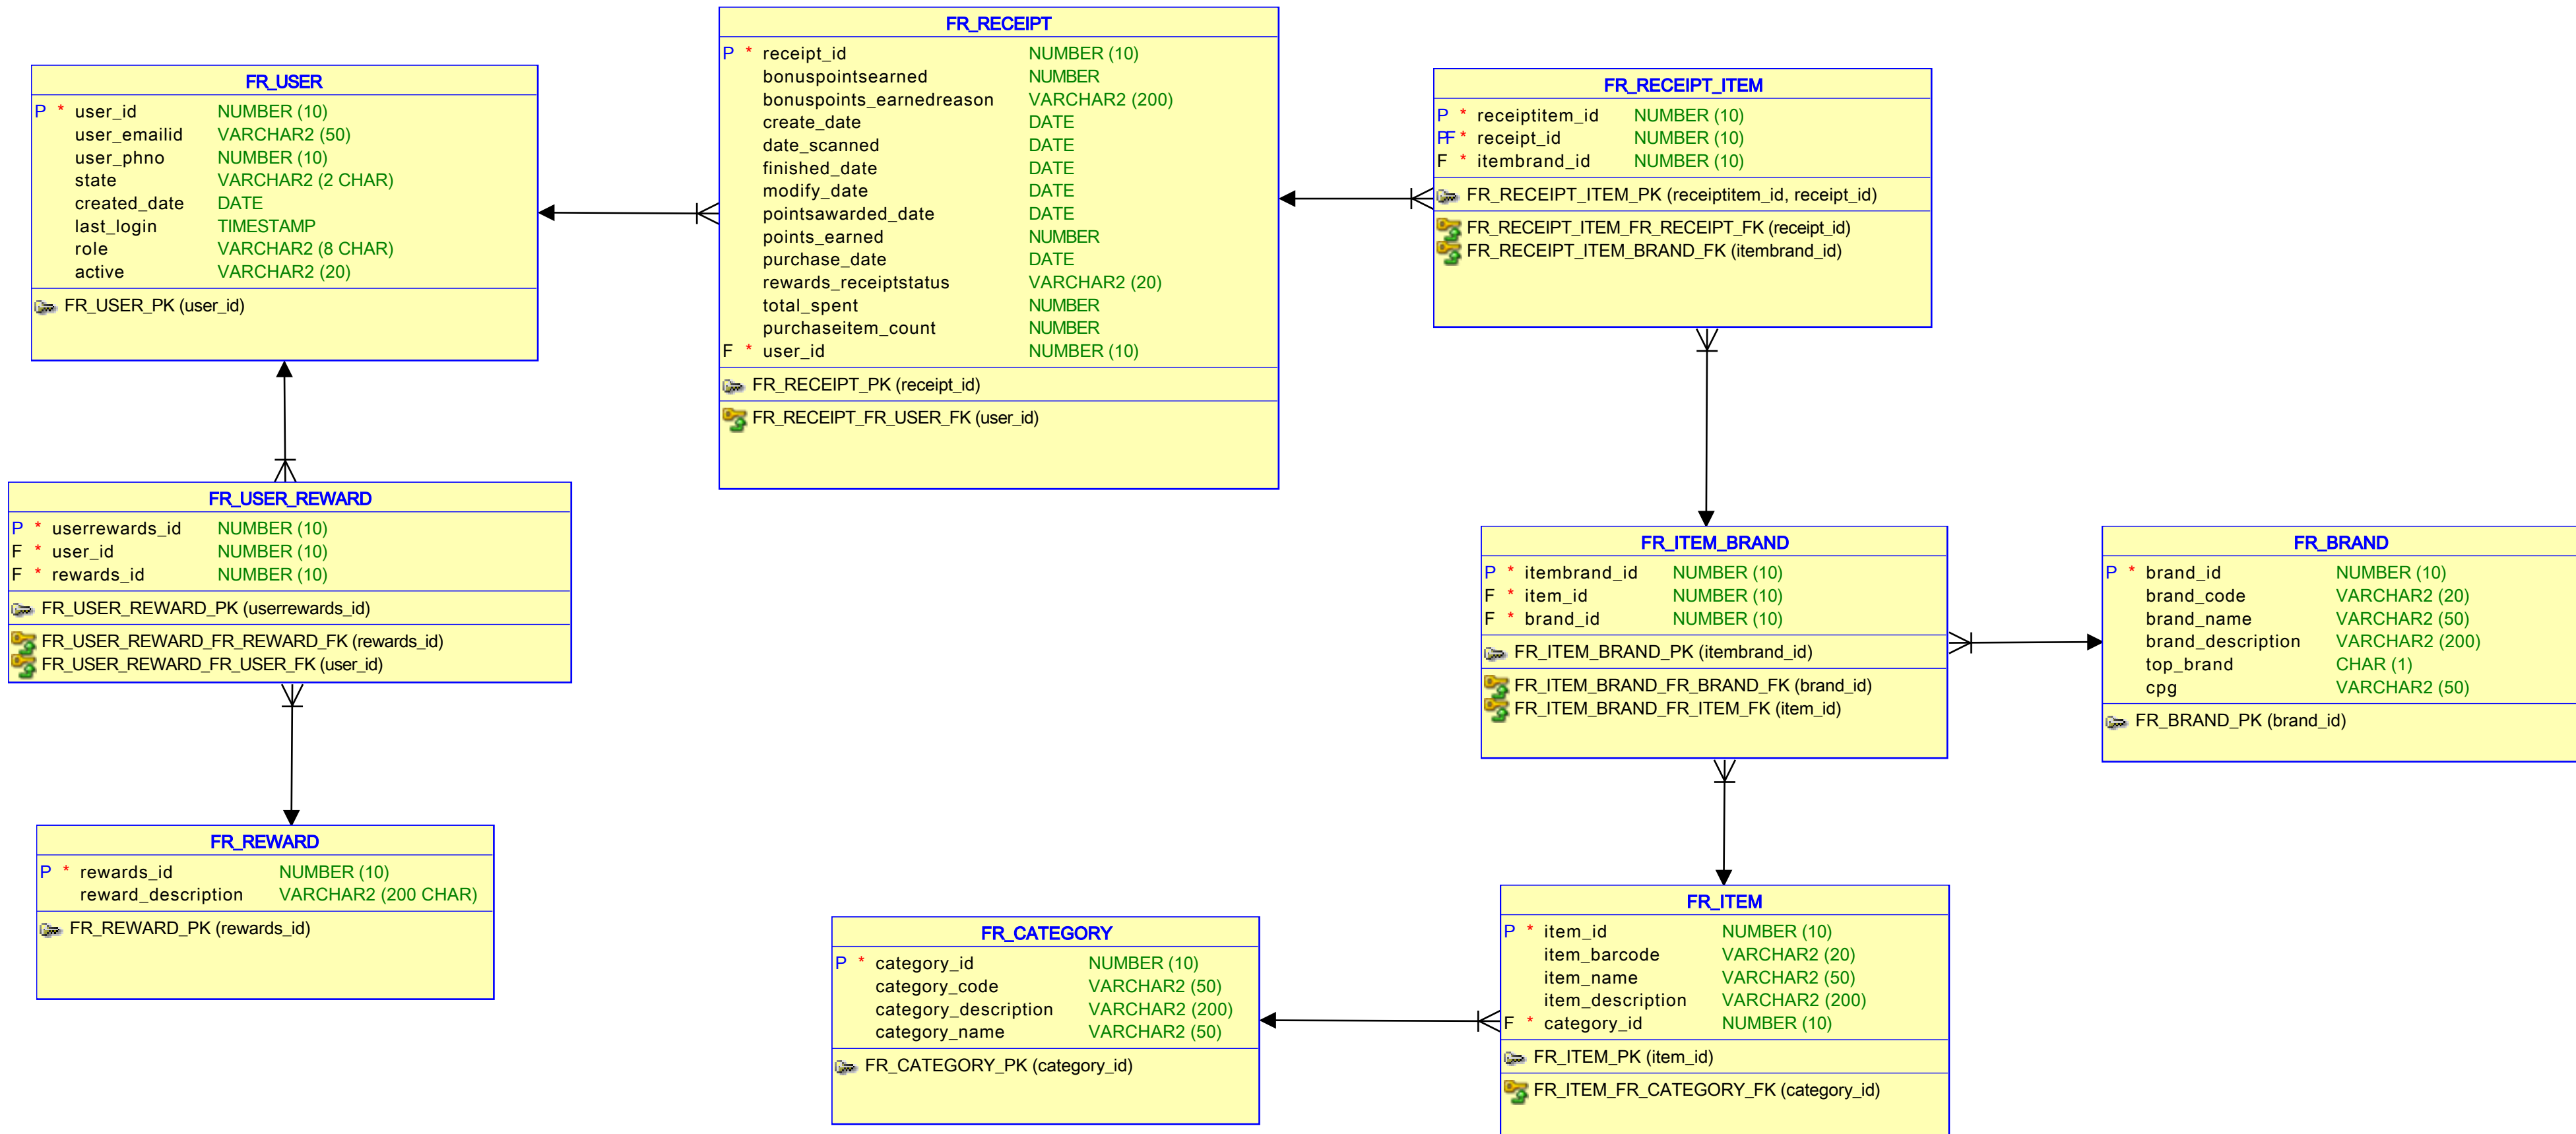 FR_USER
P * user_id NUMBER (10)
user_emailid VARCHAR2 (50)
user_phno NUMBER (10)
state VARCHAR2 (2 CHAR)
created_date DATE
last_login TIMESTAMP
role VARCHAR2 (8 CHAR)
active VARCHAR2 (20)
FR_USER_PK (user_id)
FR_RECEIPT
P * receipt_id NUMBER (10)
bonuspointsearned NUMBER
bonuspoints_earnedreason VARCHAR2 (200)
create_date DATE
date_scanned DATE
finished_date DATE
modify_date DATE
pointsawarded_date DATE
points_earned NUMBER
purchase_date DATE
rewards_receiptstatus VARCHAR2 (20)
total_spent NUMBER
purchaseitem_count NUMBER
F * user_id NUMBER (10)
FR_RECEIPT_PK (receipt_id)
FR_RECEIPT_FR_USER_FK (user_id)
FR_RECEIPT_ITEM
P * receiptitem_id NUMBER (10)
PF * receipt_id NUMBER (10)
F * itembrand_id NUMBER (10)
FR_RECEIPT_ITEM_PK (receiptitem_id, receipt_id)
FR_RECEIPT_ITEM_FR_RECEIPT_FK (receipt_id)
FR_RECEIPT_ITEM_BRAND_FK (itembrand_id)
FR_USER_REWARD
P * userrewards_id NUMBER (10)
F * user_id NUMBER (10)
F * rewards_id NUMBER (10)
FR_USER_REWARD_PK (userrewards_id)
FR_USER_REWARD_FR_REWARD_FK (rewards_id)
FR_USER_REWARD_FR_USER_FK (user_id)
FR_ITEM_BRAND
P * itembrand_id NUMBER (10)
F * item_id NUMBER (10)
F * brand_id NUMBER (10)
FR_ITEM_BRAND_PK (itembrand_id)
FR_ITEM_BRAND_FR_BRAND_FK (brand_id)
FR_ITEM_BRAND_FR_ITEM_FK (item_id)
FR_BRAND
P * brand_id NUMBER (10)
brand_code VARCHAR2 (20)
brand_name VARCHAR2 (50)
brand_description VARCHAR2 (200)
top_brand CHAR (1)
cpg VARCHAR2 (50)
FR_BRAND_PK (brand_id)
FR_REWARD
P * rewards_id NUMBER (10)
reward_description VARCHAR2 (200 CHAR)
FR_REWARD_PK (rewards_id)
FR_CATEGORY
P * category_id NUMBER (10)
category_code VARCHAR2 (50)
category_description VARCHAR2 (200)
category_name VARCHAR2 (50)
FR_CATEGORY_PK (category_id)
FR_ITEM
P * item_id NUMBER (10)
item_barcode VARCHAR2 (20)
item_name VARCHAR2 (50)
item_description VARCHAR2 (200)
F * category_id NUMBER (10)
FR_ITEM_PK (item_id)
FR_ITEM_FR_CATEGORY_FK (category_id)